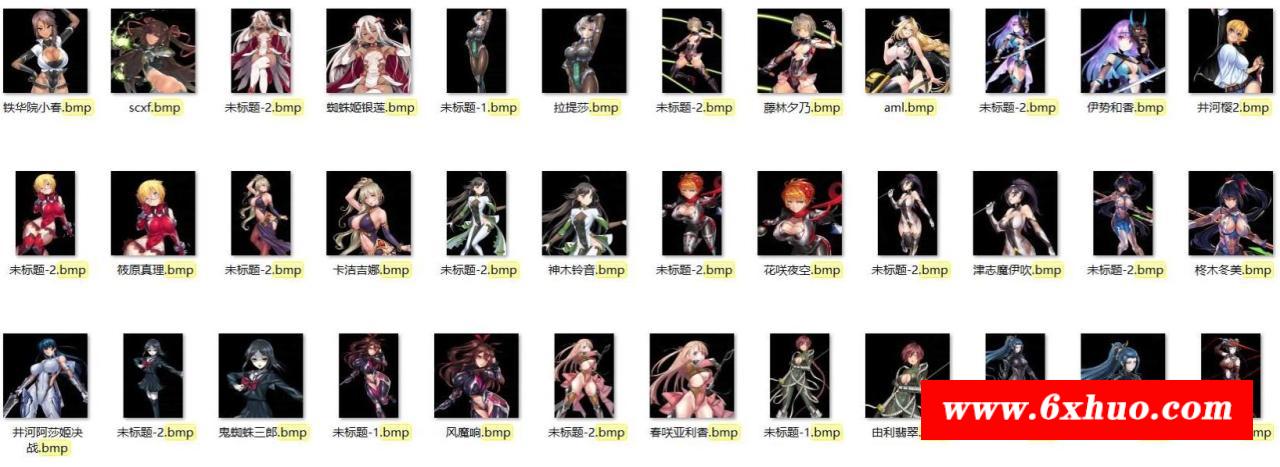 铁华院小春.bmp
scxf.bmp
未标题-2.bmp
蜘蛛姬银莲.bmp
未标题-1.bmp
拉提莎.bmp
未标题-2.bmp
藤林夕乃.bmp
aml.bmp
未标题-2.bmp
伊势和香.bmp
井河樱2.bmp
未标题-2.bmp
筱原真理.bmp
未标题-2.bmp
卡洁吉娜.bmp
未标题-2.bmp
神木铃音.bmp
未标题-2.bmp
花咲夜空.bmp
未标题-2.bmp
津志魔伊吹.bmp
未标题-2.bmp
柊木冬美.bmp
井河阿莎姬决
战.bmp
未标题-2.bmp
鬼蜘蛛三郎.bmp
未标题-1.bmp
风魔响.bmp
未标题-2.bmp
春咲亚利香.bmp
未标题-1.bmp
由利翡翠
www.6xhuo.com
mp